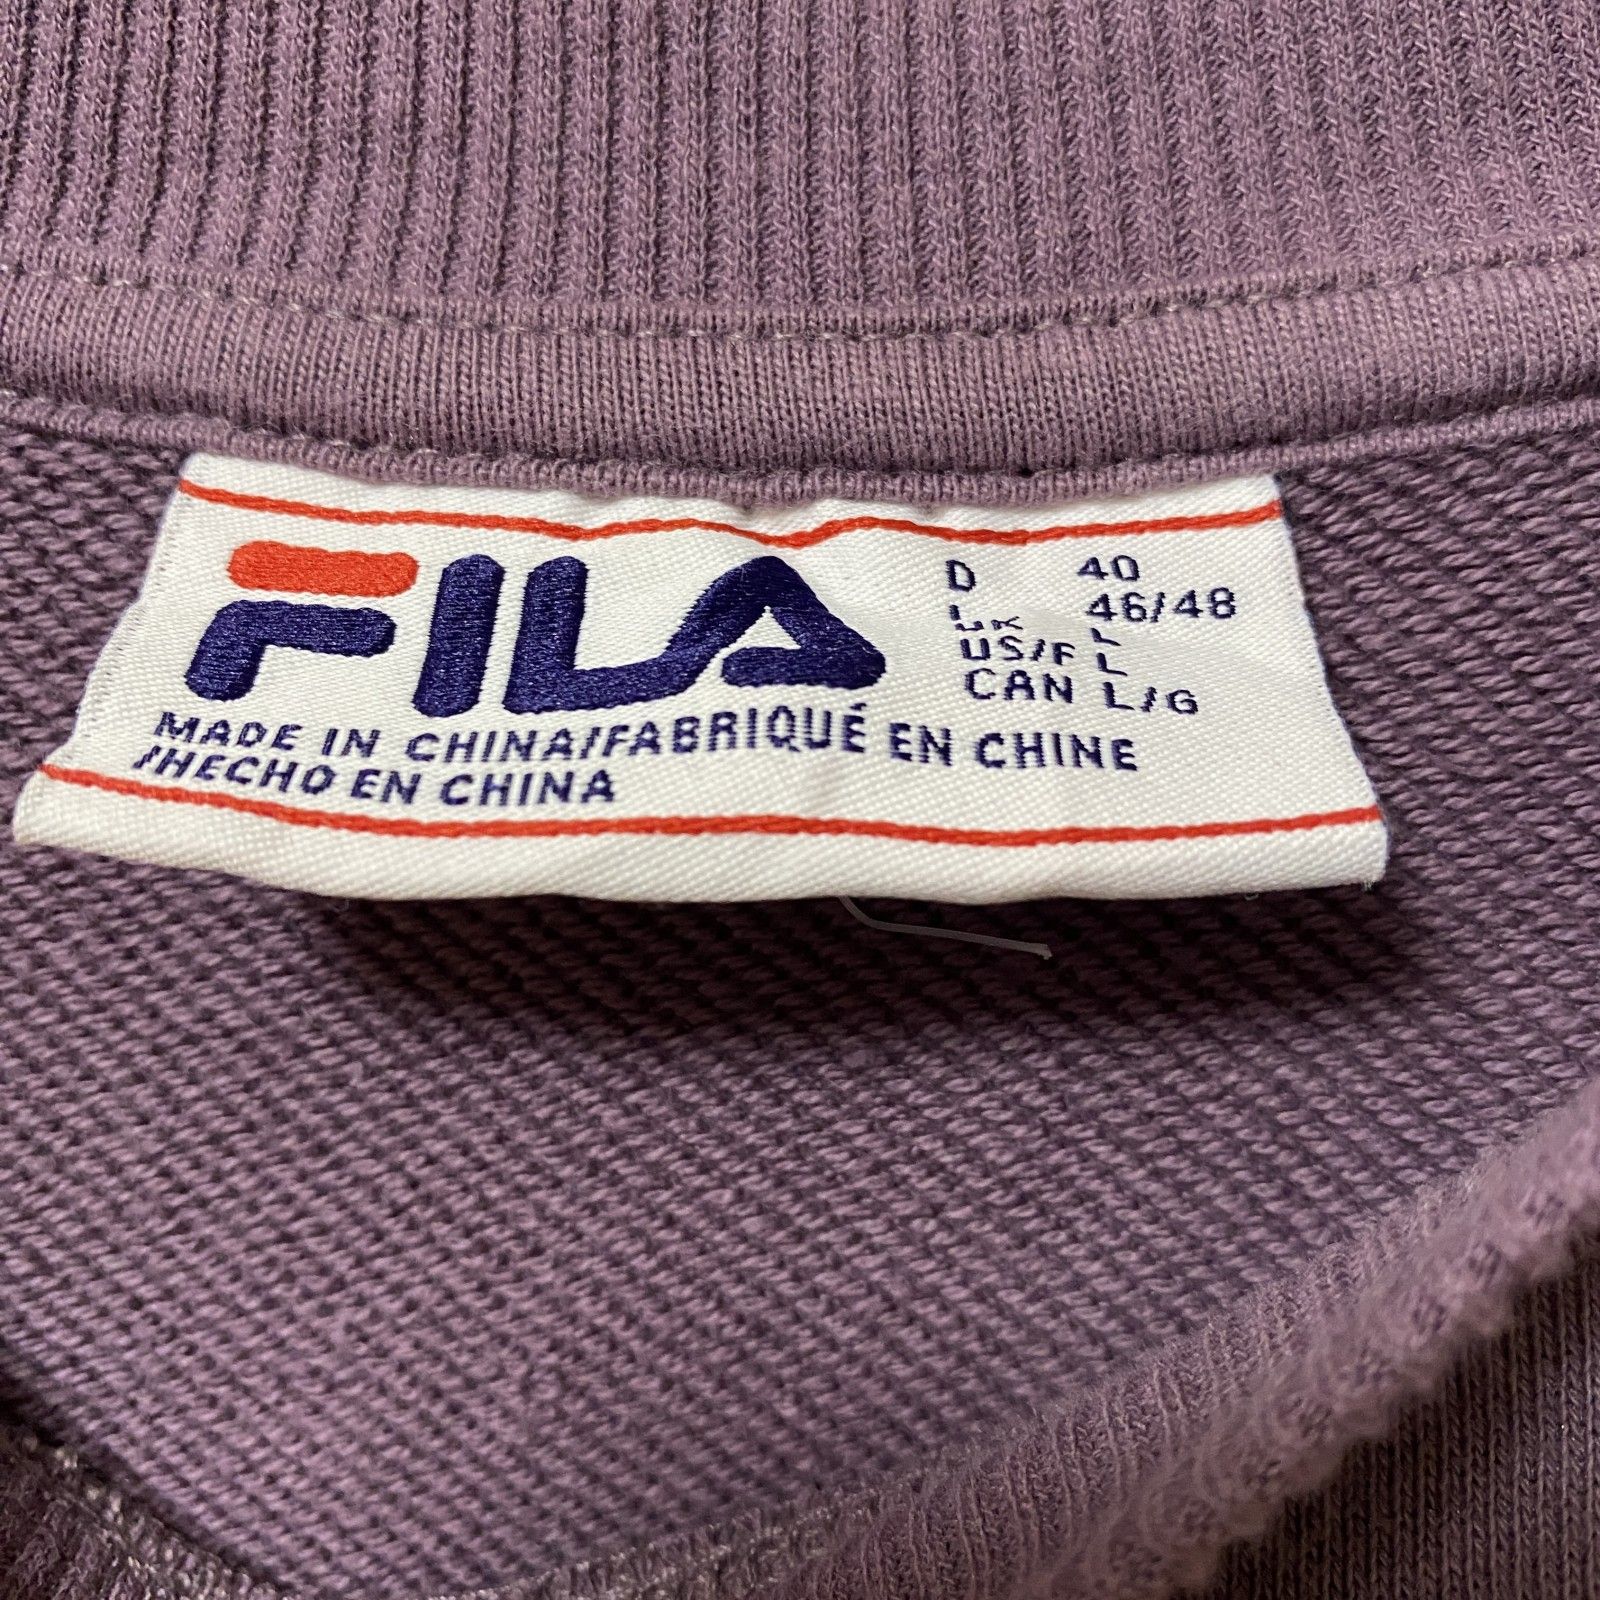 FILA
D 40
UK 46/48
L
US/F L
CAN L/G
MADE IN CHINA/FABRIQUÉ EN CHINE
/HECHO EN CHINA